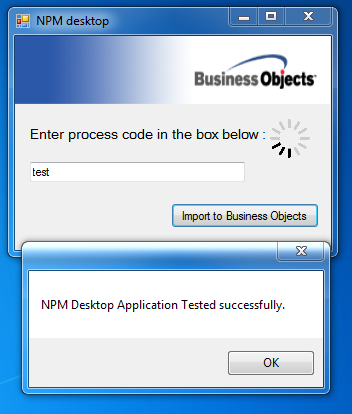 NPM desktop
Business Objects
Enter process code in the box below :
test
Import to Business Objects
NPM Desktop Application Tested successfully.
OK